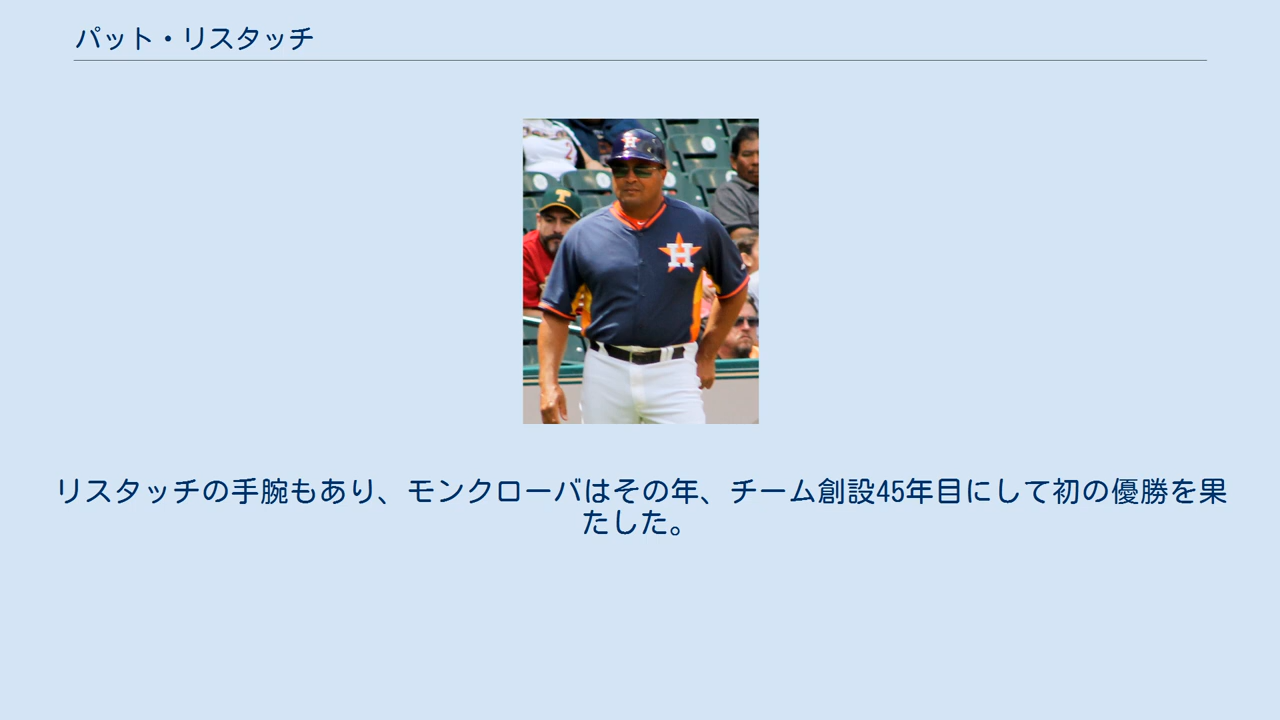 パット・リスタッチ
H
T
H
リスタッチの手腕もあり、モンクローバはその年、チーム創設45年目にして初の優勝を果
たした。